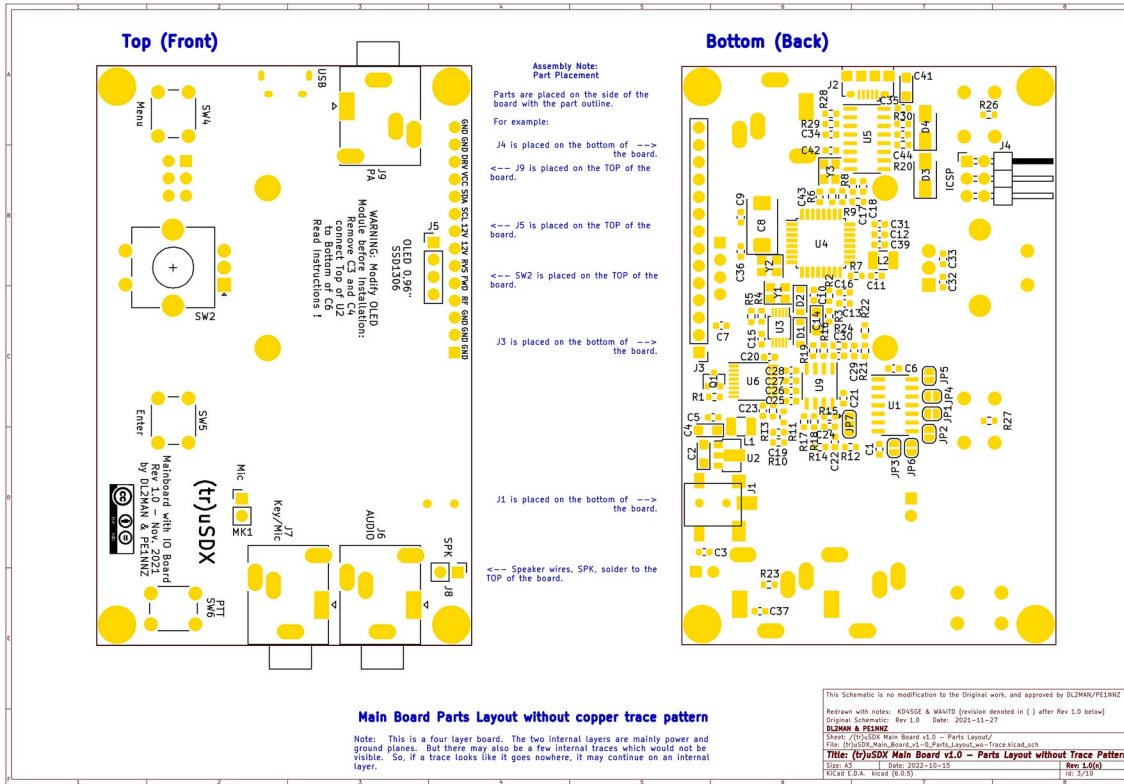 Top (Front)
Bottom (Back)
Assembly Note:
Part Placement
Parts are placed on the side of the
board with the part outline.
For example:
J4 is placed on the bottom of -->
the board.
<-- J9 is placed on the TOP of the
board.
<-- J5 is placed on the TOP of the
board.
<-- SW2 is placed on the TOP of the
board.
J3 is placed on the bottom of -->
the board.
J1 is placed on the bottom of -->
the board.
<-- Speaker wires, SPK, solder to the
TOP of the board.
Menu
SW4
USB
J9
PA
GND
GND
DRV
VCC
SDA
SCL
12V
12V
RWS
FWD
RF
GND
GND
GND
J5
OLED 0,96"
SSD1306
WARNING: Modify OLED
Module before Installation:
Remove C3 and C4
connect Top of U2
to Bottom of C6
Read Instructions !
SW2
Enter
SW5
Mic
MK1
Key/Mic
J7
AUDIO
J6
SPK
J8
(tr)uSDX
Mainboard with IO Board
Rev 1.0 - Nov. 2021
by DL2MAN & PE1NNZ
cc
PTT
SW6
J2
C41
R28
C35
R26
R29
C34
R30
D4
U5
C42
C44
R20
Y3
D3
J4
ICSP
C9
C8
C43
R6
R8
C17
C18
R9
U4
C31
C12
C39
L2
C36
Y2
R7
C11
C33
C32
R2
Y1
D2
C10
C16
R5
R4
C14
C13
R22
U3
D1
R16
R3
R24
C30
C7
C15
R19
C29
R21
J3
C20
C6
JP5
Q1
U6
C28
C27
C26
C25
U9
JP4
R1
C21
U1
JP1
C23
R15
JP7
JP2
C5
C4
R13
R11
R17
R18
C24
L1
C2
U2
C19
R10
R14
C22
R12
C1
JP3
JP6
R27
J1
C3
R23
C37
Main Board Parts Layout without copper trace pattern
Note: This is a four layer board. The two internal layers are mainly power and
ground planes. But there may also be a few internal traces which would not be
visible. So, if a trace looks like it goes nowhere, it may continue on an internal
layer.
This Schematic is no modification to the Original work, and approved by DL2MAN/PE1NNZ
Redrawn with notes: KD4SGE & WA4ITD (revision denoted in ( ) after Rev 1.0 below)
Original Schematic: Rev 1.0 Date: 2021-11-27
DL2MAN & PE1NNZ
Sheet: /(tr)uSDX Main Board v1.0 - Parts Layout/
File: (tr)uSDX_Main_Board_v1-0_Parts_Layout_wo-Trace.kicad_sch
Title: (tr)uSDX Main Board v1.0 - Parts Layout without Trace Pattern
Size: A3
Date: 2022-10-15
Rev: 1.0(n)
KiCad E.D.A. kicad (6.0.5)
Id: 3/10